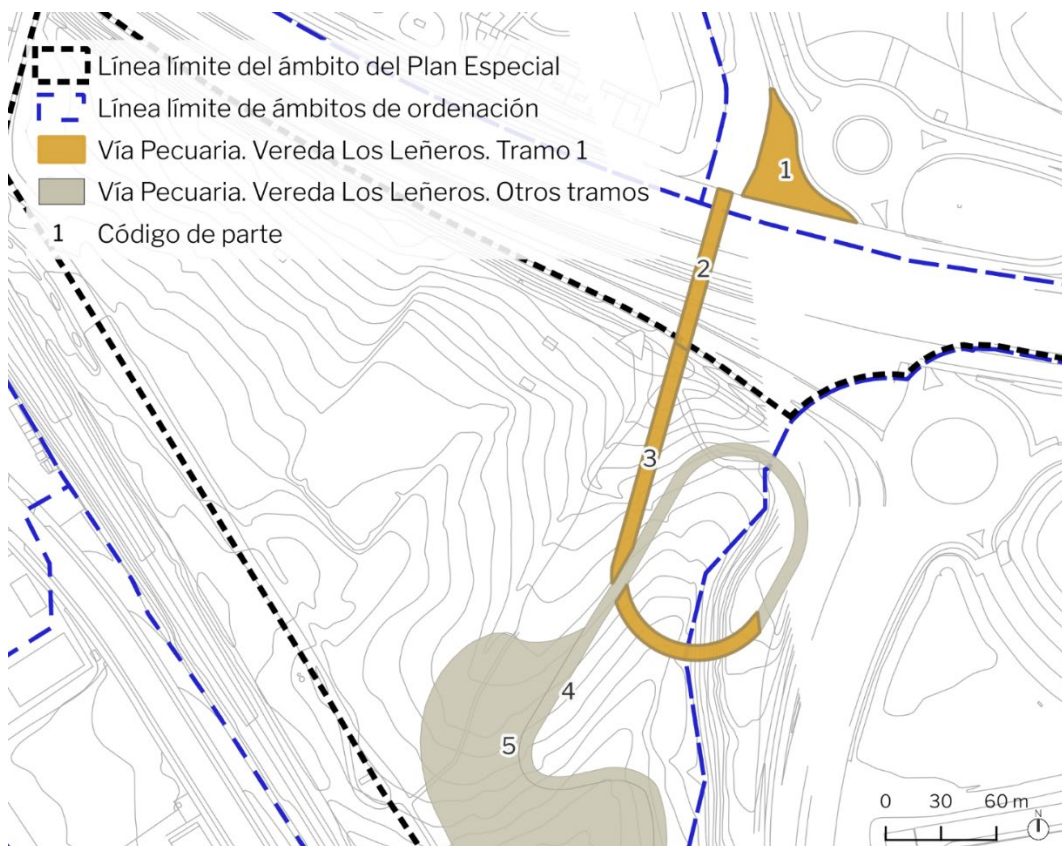 Línea límite del ámbito del Plan Especial
Línea límite de ámbitos de ordenación
Vía Pecuaria. Vereda Los Leñeros. Tramo 1
Vía Pecuaria. Vereda Los Leñeros. Otros tramos
1 Código de parte
1
2
3
4
5
0 30 60 m
N